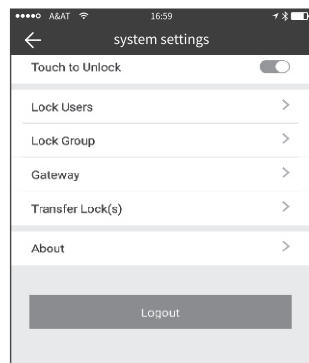 A&AT 16:59
system settings
Touch to Unlock
Lock Users
Lock Group
Gateway
Transfer Lock(s)
About
Logout